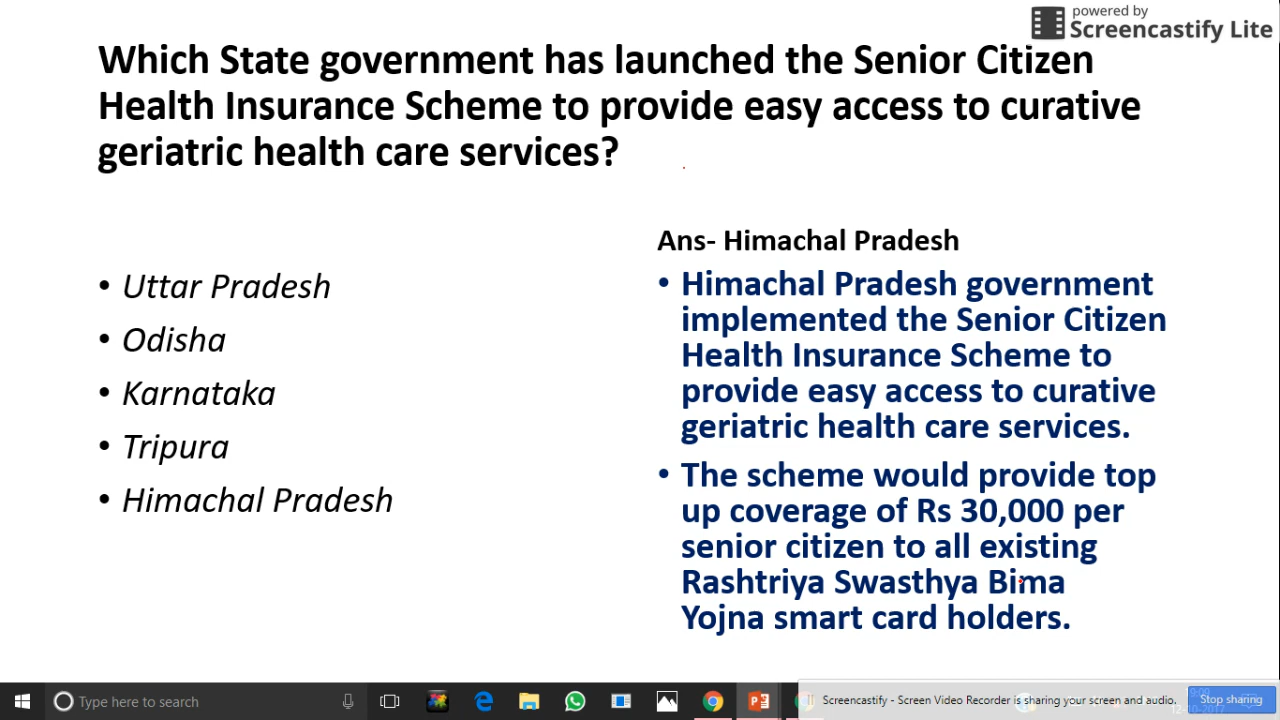 powered by
Screencastify Lite
Which State government has launched the Senior Citizen
Health Insurance Scheme to provide easy access to curative
geriatric health care services?
• Uttar Pradesh
• Odisha
• Karnataka
• Tripura
• Himachal Pradesh
Ans- Himachal Pradesh
• Himachal Pradesh government
implemented the Senior Citizen
Health Insurance Scheme to
provide easy access to curative
geriatric health care services.
• The scheme would provide top
up coverage of Rs 30,000 per
senior citizen to all existing
Rashtriya Swasthya Bima
Yojna smart card holders.
Type here to search
Screencastify - Screen Video Recorder is sharing your screen and audio.
Stop sharing
12-10-2017